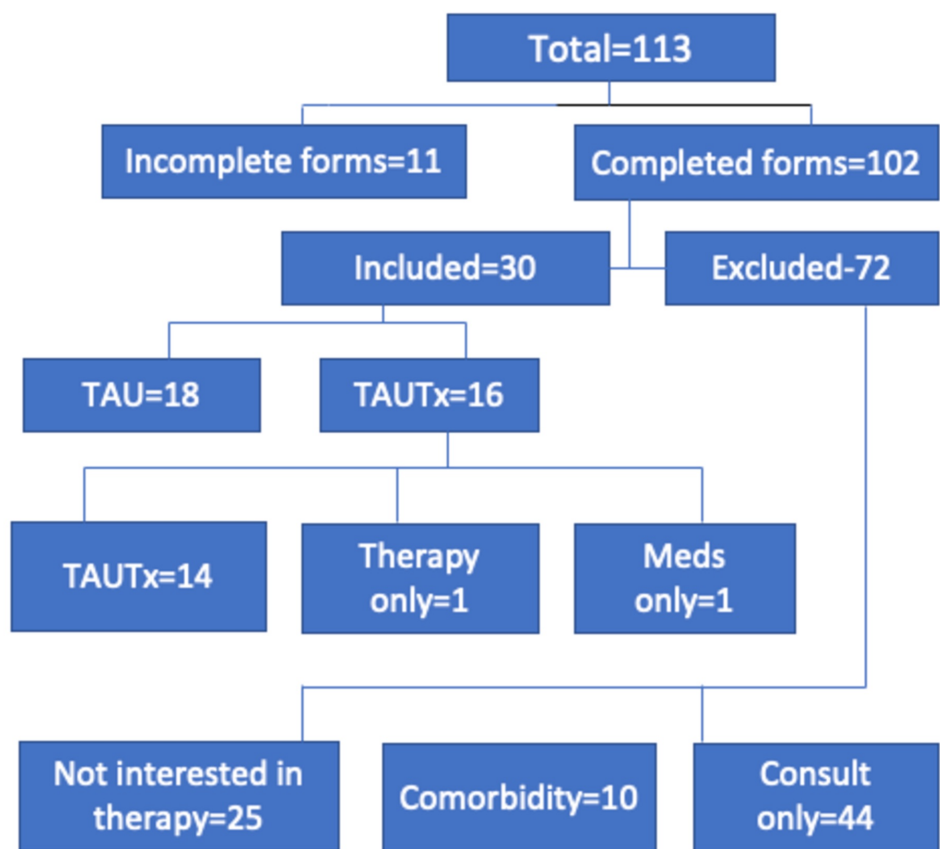 Total=113
Incomplete forms=11
Completed forms=102
Included=30
Excluded-72
TAU=18
TAUTx=16
TAUTx=14
Therapy
only=1
Meds
only=1
Not interested in
therapy=25
Comorbidity=10
Consult
only=44